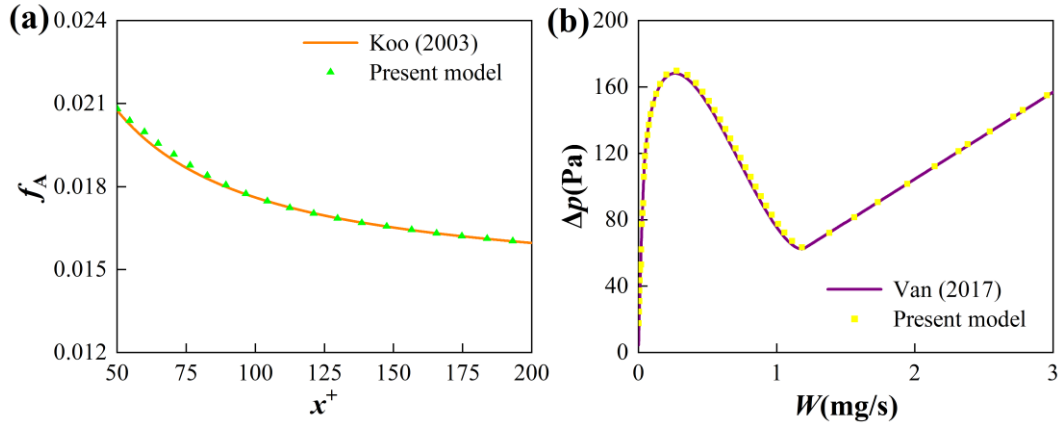 (a)
0.024
0.021
0.018
0.015
0.012
f_A
50 75 100 125 150 175 200
x⁺
Koo (2003)
Present model
(b)
200
160
120
80
40
0
Δp(Pa)
0 1 2 3
W(mg/s)
Van (2017)
Present model